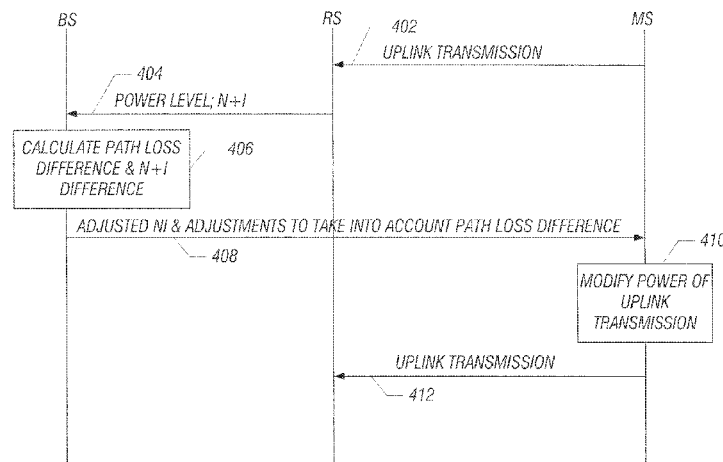 BS
RS
MS
402
UPLINK TRANSMISSION
404
POWER LEVEL; N+I
CALCULATE PATH LOSS
DIFFERENCE & N+I
DIFFERENCE
406
ADJUSTED NI & ADJUSTMENTS TO TAKE INTO ACCOUNT PATH LOSS DIFFERENCE
408
410
MODIFY POWER OF
UPLINK
TRANSMISSION
UPLINK TRANSMISSION
412